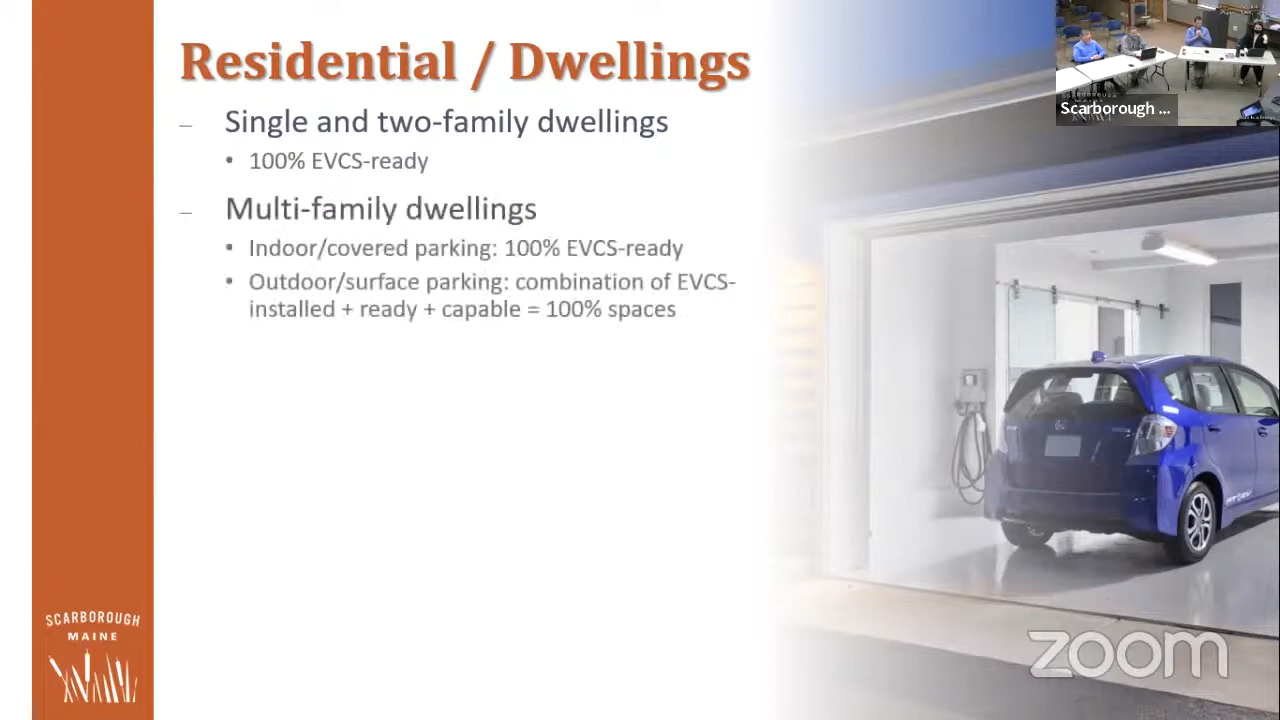 Residential / Dwellings
– Single and two-family dwellings
• 100% EVCS-ready
– Multi-family dwellings
• Indoor/covered parking: 100% EVCS-ready
• Outdoor/surface parking: combination of EVCS-
installed + ready + capable = 100% spaces
Scarborough ...
SCARBOROUGH
MAINE
zoom